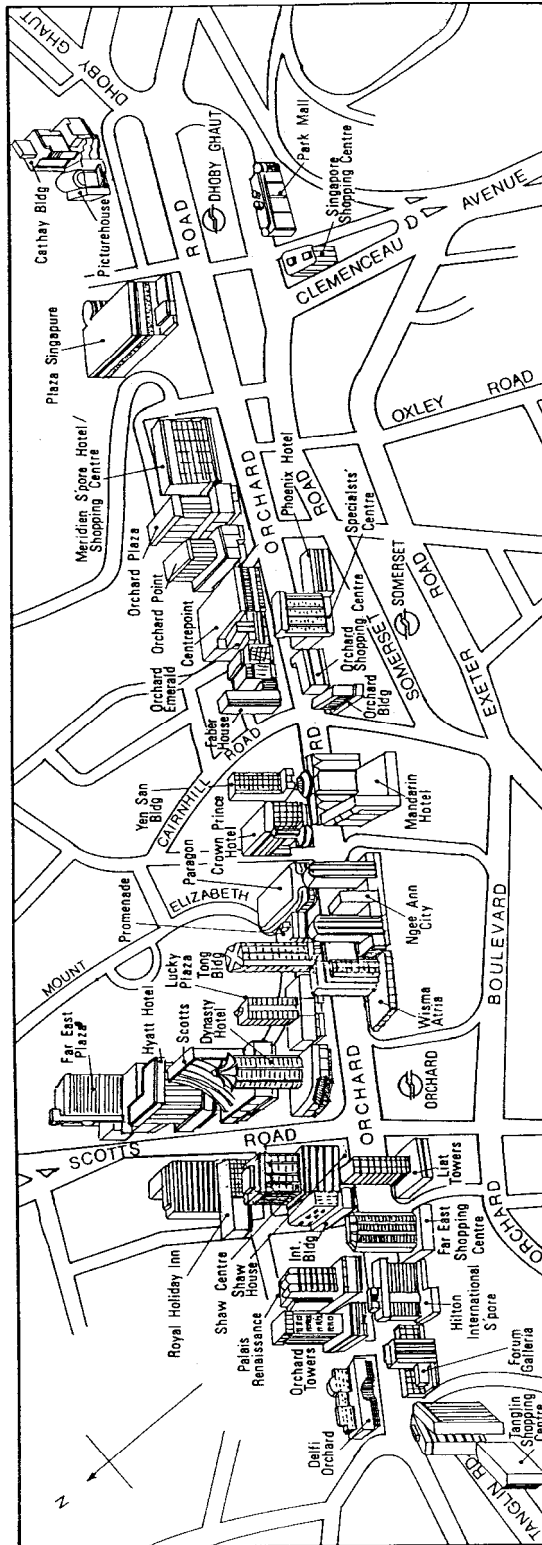 N
TANGLIN RD
Tanglin
Shopping
Centre
Forum
Galleria
Delfi
Orchard
Hilton
International
S'pore
Orchard
Towers
Palais
Renaissance
Far East
Shopping
Centre
Int. Bldg
Shaw
House
Shaw Centre
Royal Holiday Inn
Liat Towers
ORCHARD
ORCHARD
SCOTTS ROAD
ORCHARD
BOULEVARD
Far East
Plaza
Hyatt Hotel
Scotts
Dynasty
Hotel
Lucky
Plaza
Tong
Bldg
Promenade
Wisma
Atria
MOUNT
ELIZABETH
Paragon
Ngee Ann
City
Crown Prince
Hotel
Yen San
Bldg
Mandarin
Hotel
CAIRNHILL ROAD
RD
Faber
House
Orchard
Emerald
Centrepoint
Orchard Point
Orchard Plaza
Meridien S'pore Hotel/
Shopping Centre
Orchard
Bldg
Orchard
Shopping Centre
Specialists'
Centre
Phoenix Hotel
SOMERSET
ROAD
SOMERSET
EXETER
ROAD
OXLEY
ROAD
ORCHARD
ROAD
Plaza Singapure
Picturehouse
Cathay Bldg
DHOBY
GHAUT
DHOBY GHAUT
Park Mall
Singapore
Shopping Centre
CLEMENCEAU
AVENUE